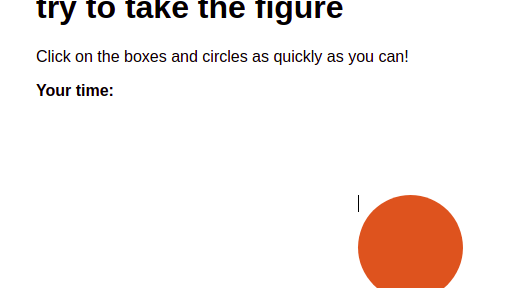 try to take the figure
Click on the boxes and circles as quickly as you can!
Your time: